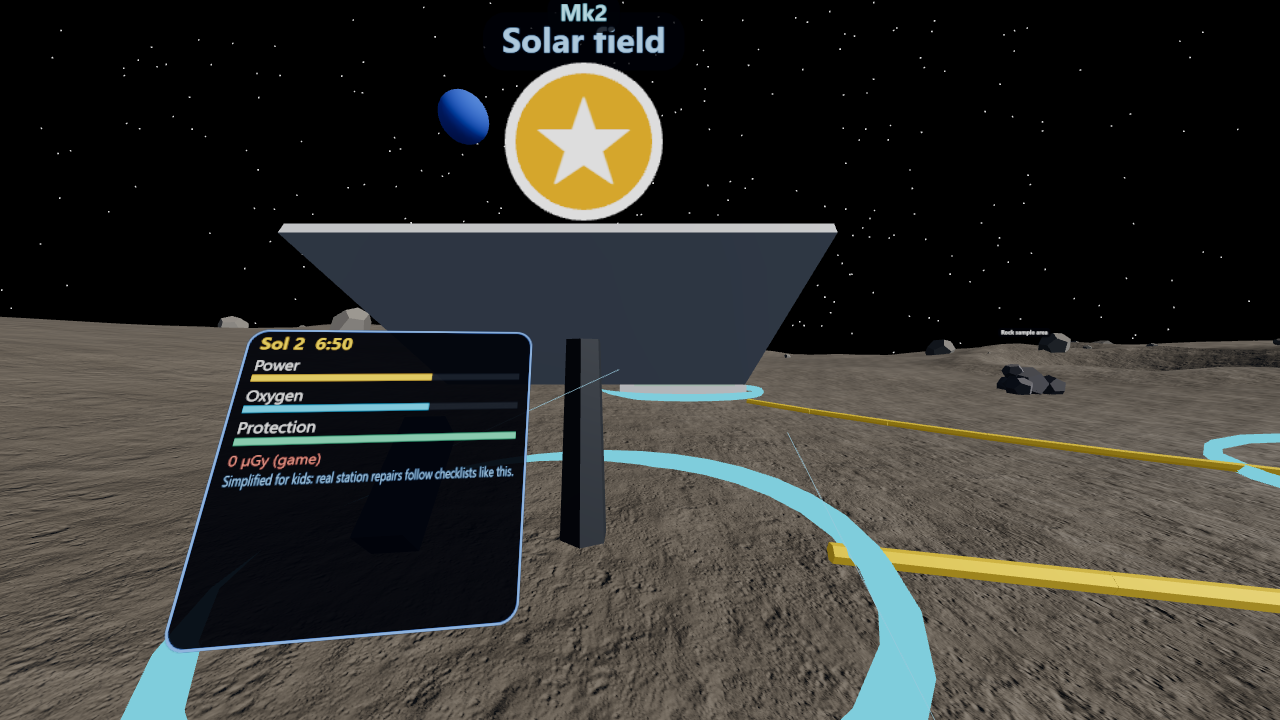 Mk2
Solar field
Sol 2 6:50
Power
Oxygen
Protection
0 µGy (game)
Simplified for kids: real station repairs follow checklists like this.
Rock sample area